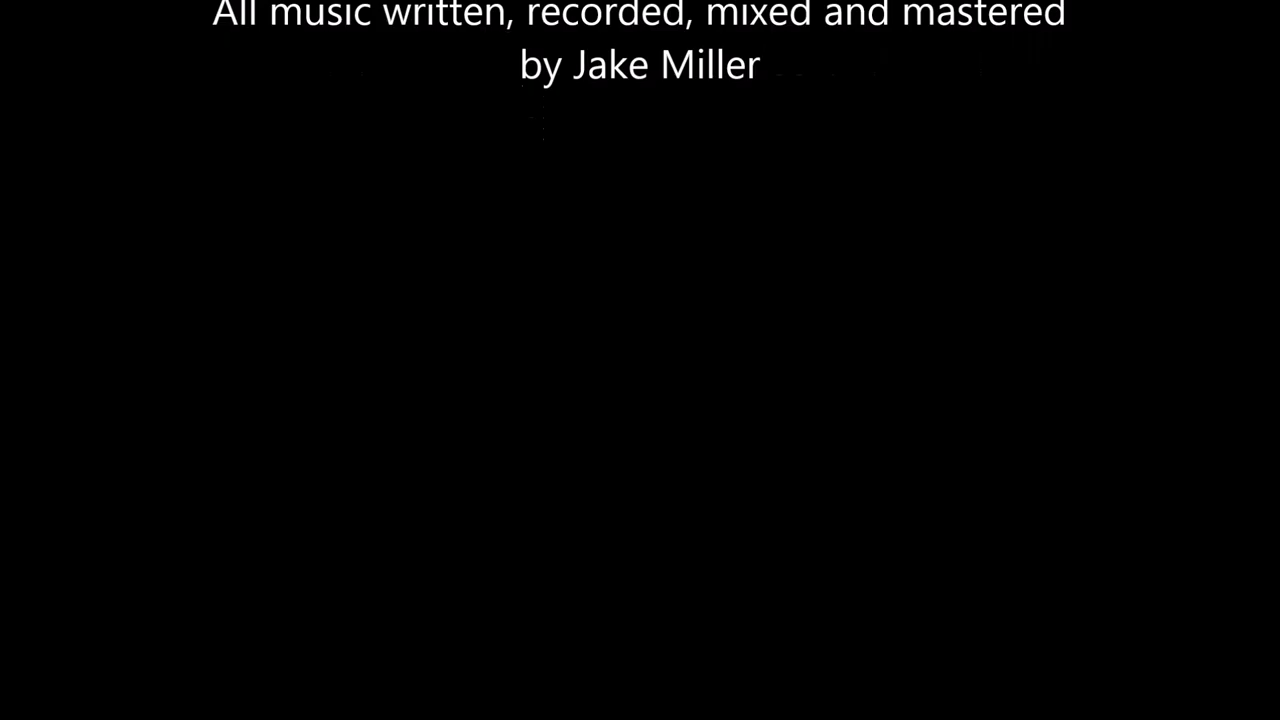 All music written, recorded, mixed and mastered
by Jake Miller